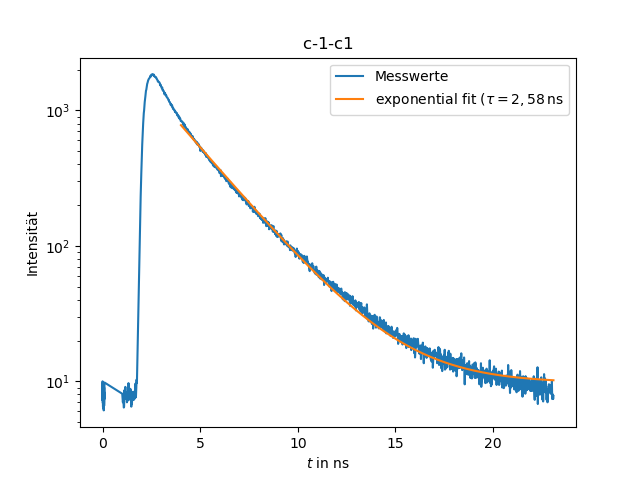 c-1-c1
Messwerte
exponential fit (τ = 2, 58 ns
Intensität
10³
10²
10¹
0 5 10 15 20
t in ns